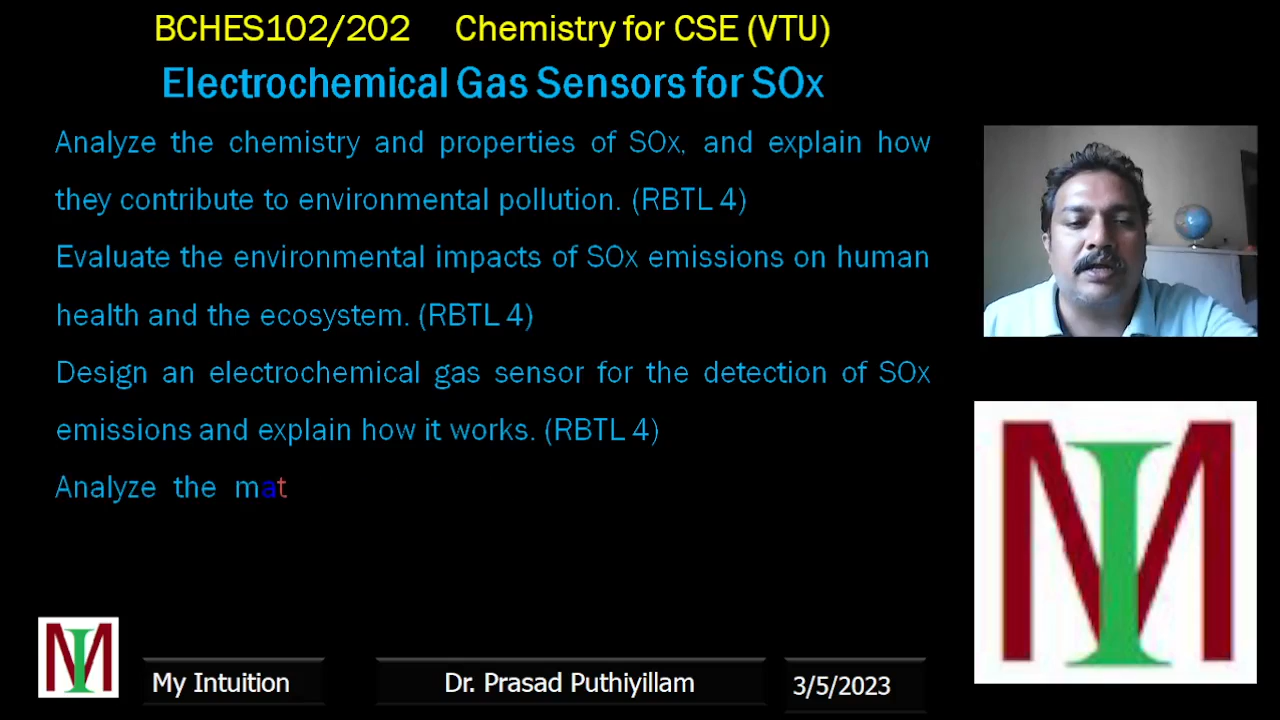 BCHES102/202 Chemistry for CSE (VTU)
Electrochemical Gas Sensors for SOx
Analyze the chemistry and properties of SOx, and explain how
they contribute to environmental pollution. (RBTL 4)
Evaluate the environmental impacts of SOx emissions on human
health and the ecosystem. (RBTL 4)
Design an electrochemical gas sensor for the detection of SOx
emissions and explain how it works. (RBTL 4)
Analyze the mat
MI
MI
My Intuition
Dr. Prasad Puthiyillam
3/5/2023